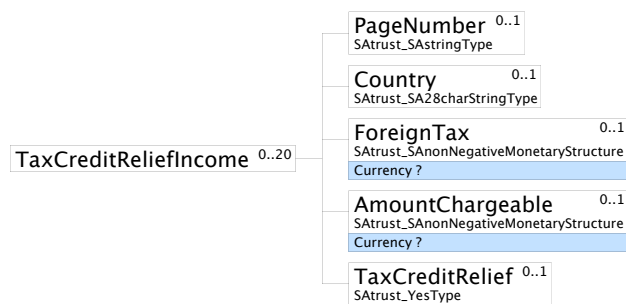 PageNumber 0..1
SAtrust_SAstringType
Country 0..1
SAtrust_SA28charStringType
TaxCreditReliefIncome 0..20
ForeignTax 0..1
SAtrust_SAnonNegativeMonetaryStructure
Currency ?
AmountChargeable 0..1
SAtrust_SAnonNegativeMonetaryStructure
Currency ?
TaxCreditRelief 0..1
SAtrust_YesType